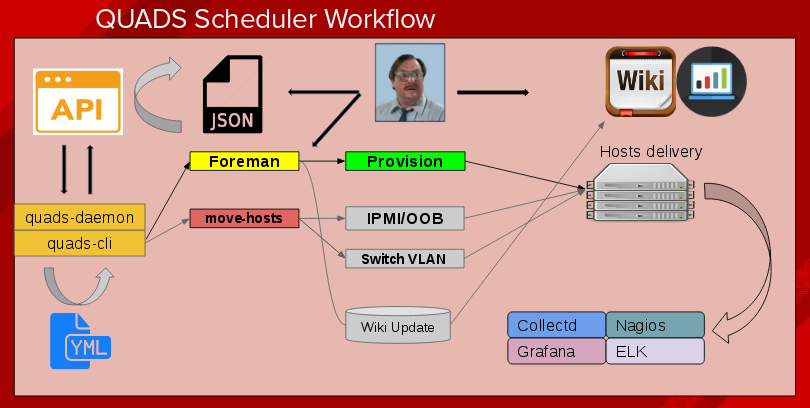 QUADS Scheduler Workflow
API
JSON
Wiki
Foreman
Provision
Hosts delivery
quads-daemon
quads-cli
move-hosts
IPMI/OOB
Switch VLAN
Wiki Update
YML
Collectd
Nagios
Grafana
ELK